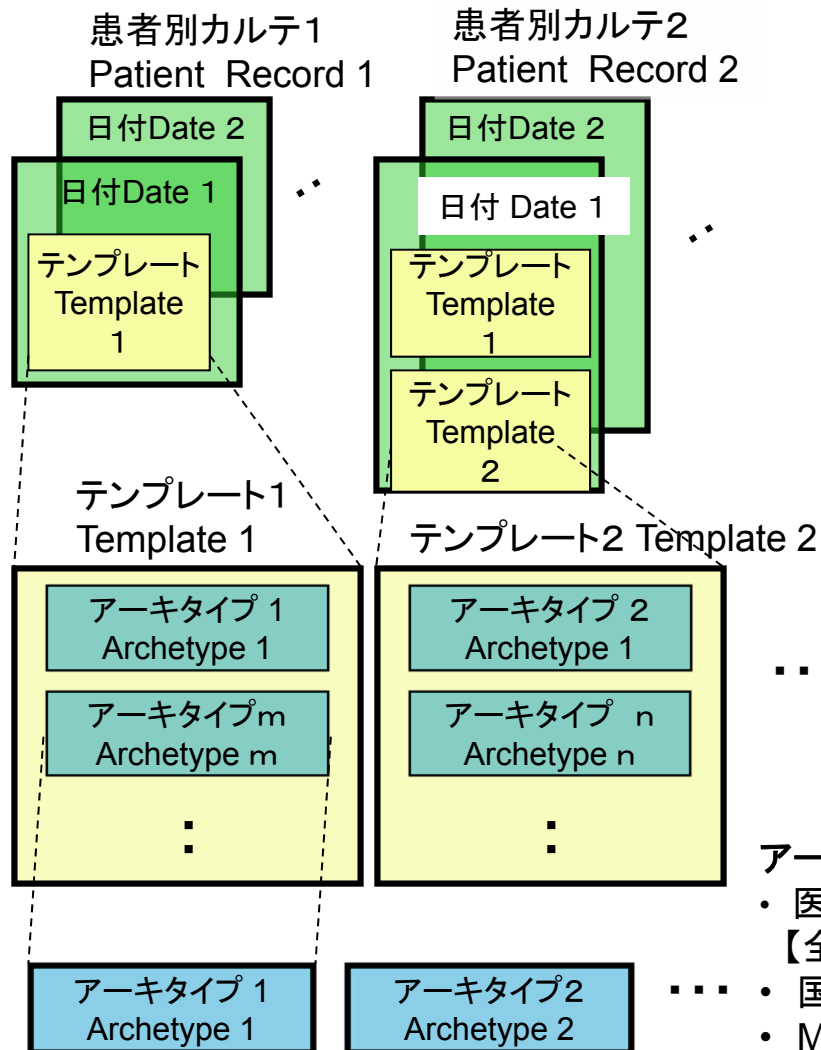 患者別カルテ１
Patient Record 1
日付Date 2
日付Date 1
テンプレート
Template
１
患者別カルテ２
Patient Record 2
日付Date 2
日付 Date 1
テンプレート
Template
１
テンプレート
Template
２
テンプレート１
Template 1
アーキタイプ 1
Archetype 1
アーキタイプｍ
Archetype ｍ
テンプレート２ Template 2
アーキタイプ ２
Archetype 1
アーキタイプ ｎ
Archetype ｎ
アーキタイプ 1
Archetype 1
アーキタイプ２
Archetype 2
アー
・ 医
【全
・ 国
・ M